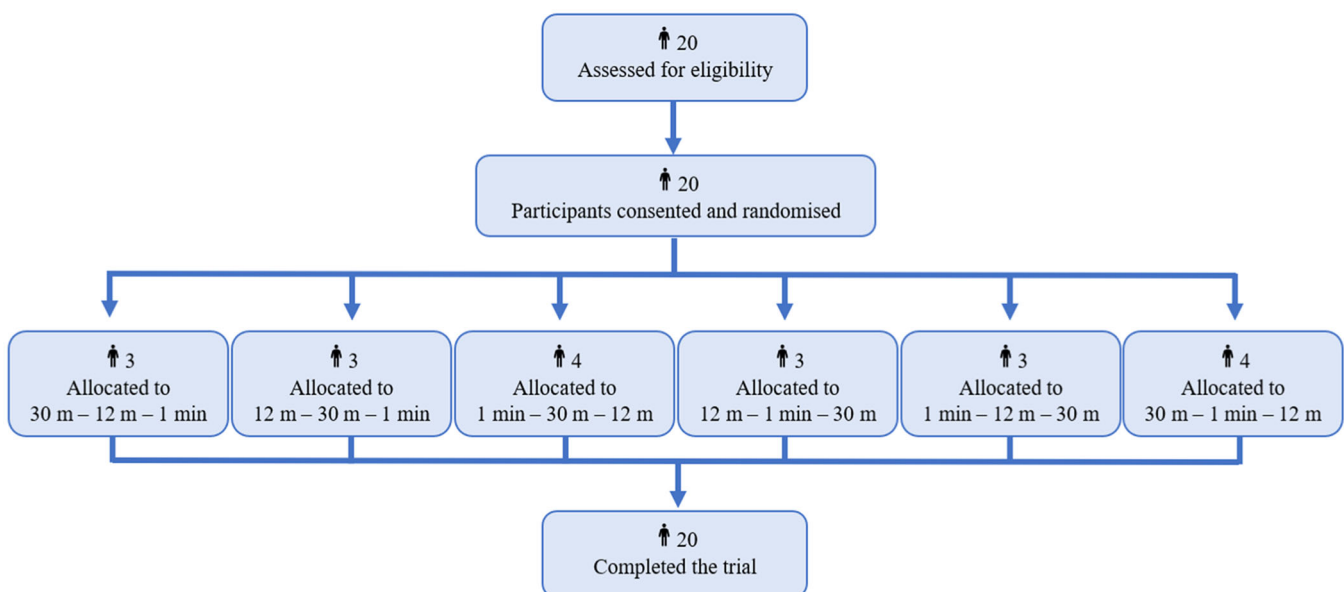 20
Assessed for eligibility
20
Participants consented and randomised
3
Allocated to
30 m – 12 m – 1 min
3
Allocated to
12 m – 30 m – 1 min
4
Allocated to
1 min – 30 m – 12 m
3
Allocated to
12 m – 1 min – 30 m
3
Allocated to
1 min – 12 m – 30 m
4
Allocated to
30 m – 1 min – 12 m
20
Completed the trial